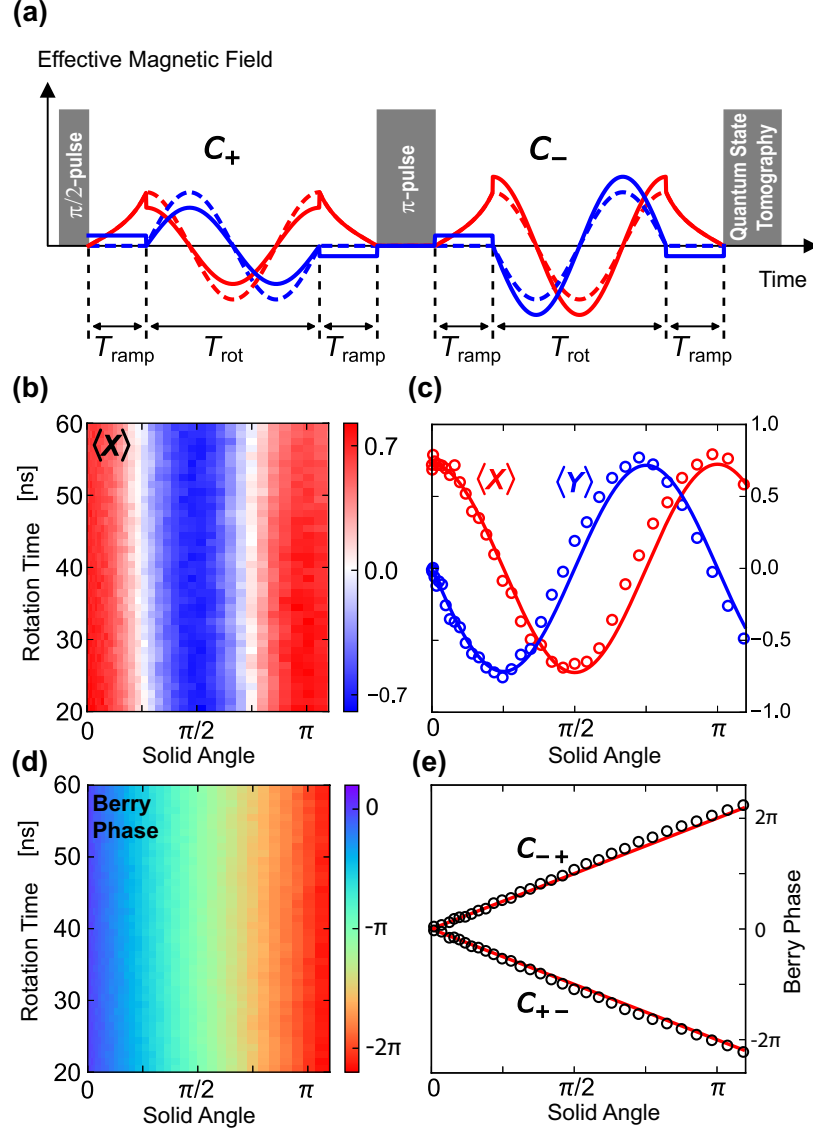 (a)
Effective Magnetic Field
π/2-pulse
C+
π-pulse
C−
Quantum State
Tomography
Time
Tramp
Trot
Tramp
Tramp
Trot
Tramp
(b)
(c)
⟨X⟩
Rotation Time [ns]
60
50
40
30
20
0
π/2
π
Solid Angle
0.7
0.0
−0.7
⟨X⟩
⟨Y⟩
1.0
0.5
0.0
−0.5
−1.0
0
π/2
π
Solid Angle
(d)
(e)
Berry
Phase
Rotation Time [ns]
60
50
40
30
20
0
π/2
π
Solid Angle
0
-π
-2π
C−+
C+−
2π
0
-2π
Berry Phase
0
π/2
π
Solid Angle